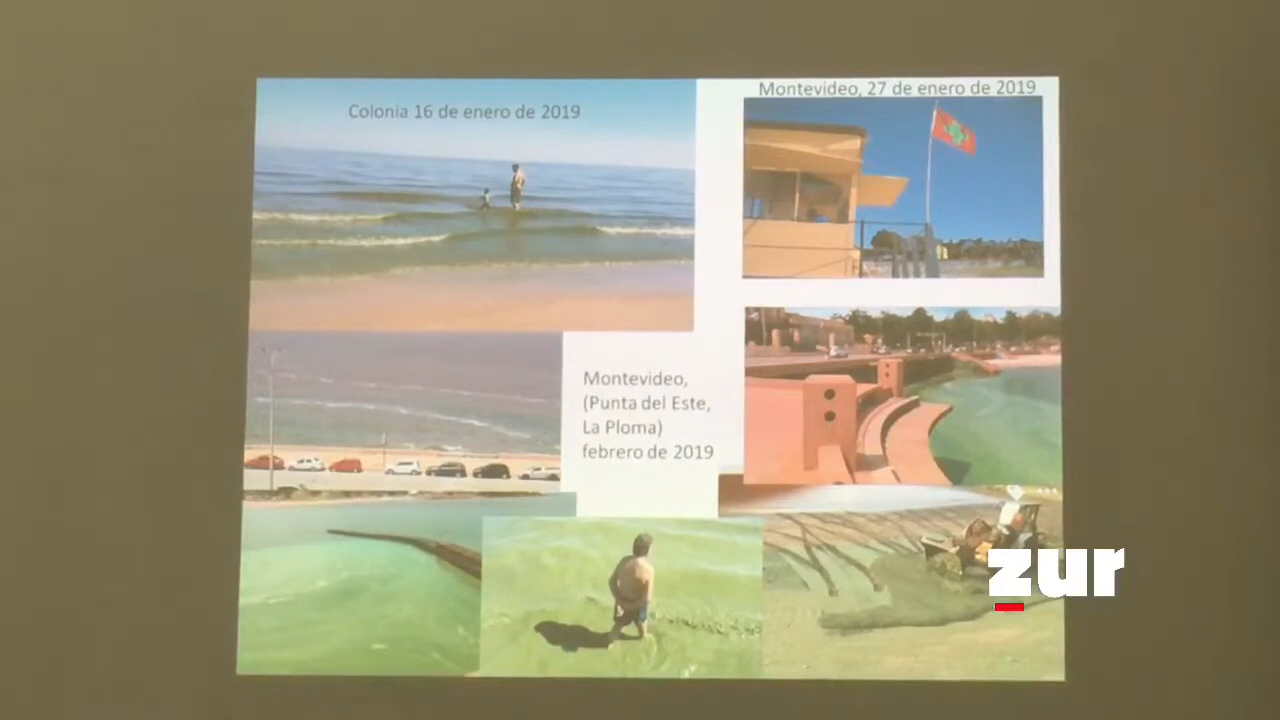 Colonia 16 de enero de 2019
Montevideo, 27 de enero de 2019
Montevideo,
(Punta del Este,
La Ploma)
febrero de 2019
zur